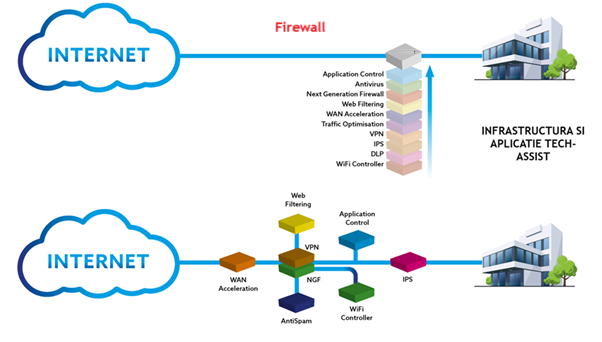 Firewall
INTERNET
Application Control
Antivirus
Next Generation Firewall
Web Filtering
WAN Acceleration
Traffic Optimisation
VPN
IPS
DLP
WiFi Controller
INFRASTRUCTURA SI
APLICATIE TECH-
ASSIST
Web
Filtering
Application
Control
VPN
INTERNET
WAN
Acceleration
NGF
IPS
AntiSpam
WiFi
Controller